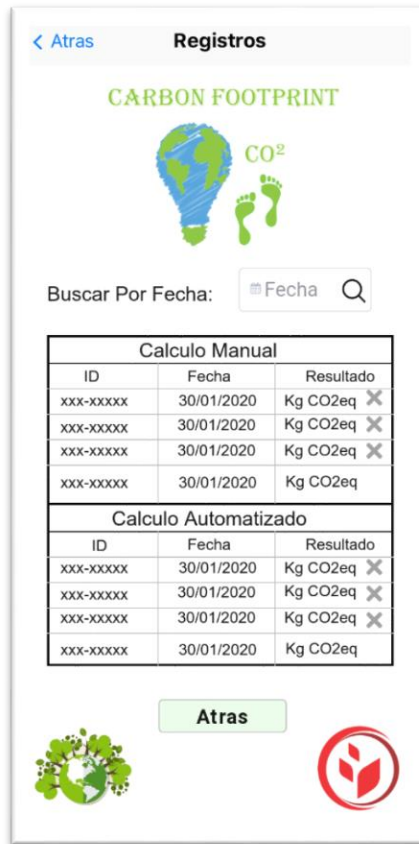 Atras Registros
CARBON FOOTPRINT
CO²
Buscar Por Fecha: Fecha
Calculo Manual
ID Fecha Resultado
xxx-xxxxx 30/01/2020 Kg CO2eq
xxx-xxxxx 30/01/2020 Kg CO2eq
xxx-xxxxx 30/01/2020 Kg CO2eq
xxx-xxxxx 30/01/2020 Kg CO2eq
Calculo Automatizado
ID Fecha Resultado
xxx-xxxxx 30/01/2020 Kg CO2eq
xxx-xxxxx 30/01/2020 Kg CO2eq
xxx-xxxxx 30/01/2020 Kg CO2eq
xxx-xxxxx 30/01/2020 Kg CO2eq
Atras